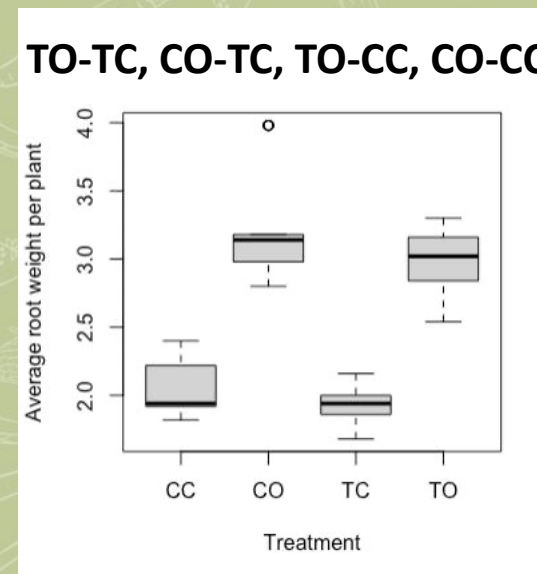 TO-TC, CO-TC, TO-CC, CO-CC
Average root weight per plant
4.0
3.5
3.0
2.5
2.0
CC CO TC TO
Treatment